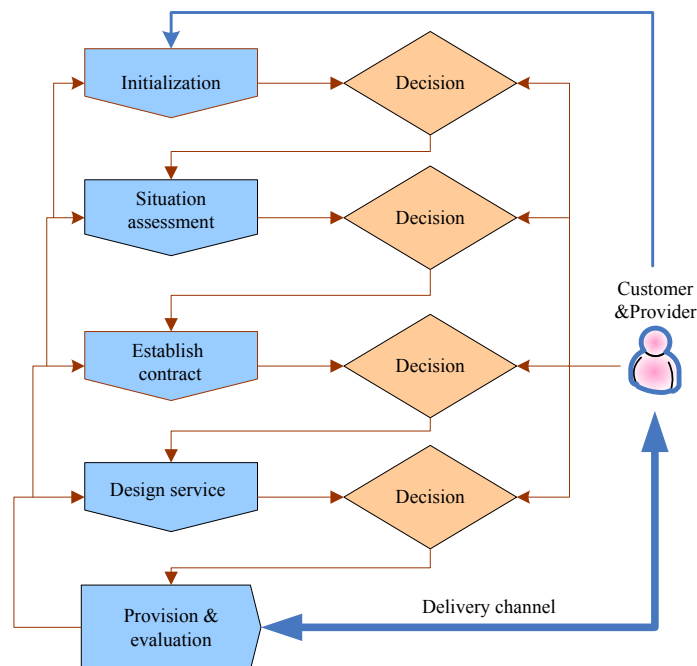 Initialization
Decision
Situation
assessment
Decision
Customer
&Provider
Establish
contract
Decision
Design service
Decision
Provision &
evaluation
Delivery channel